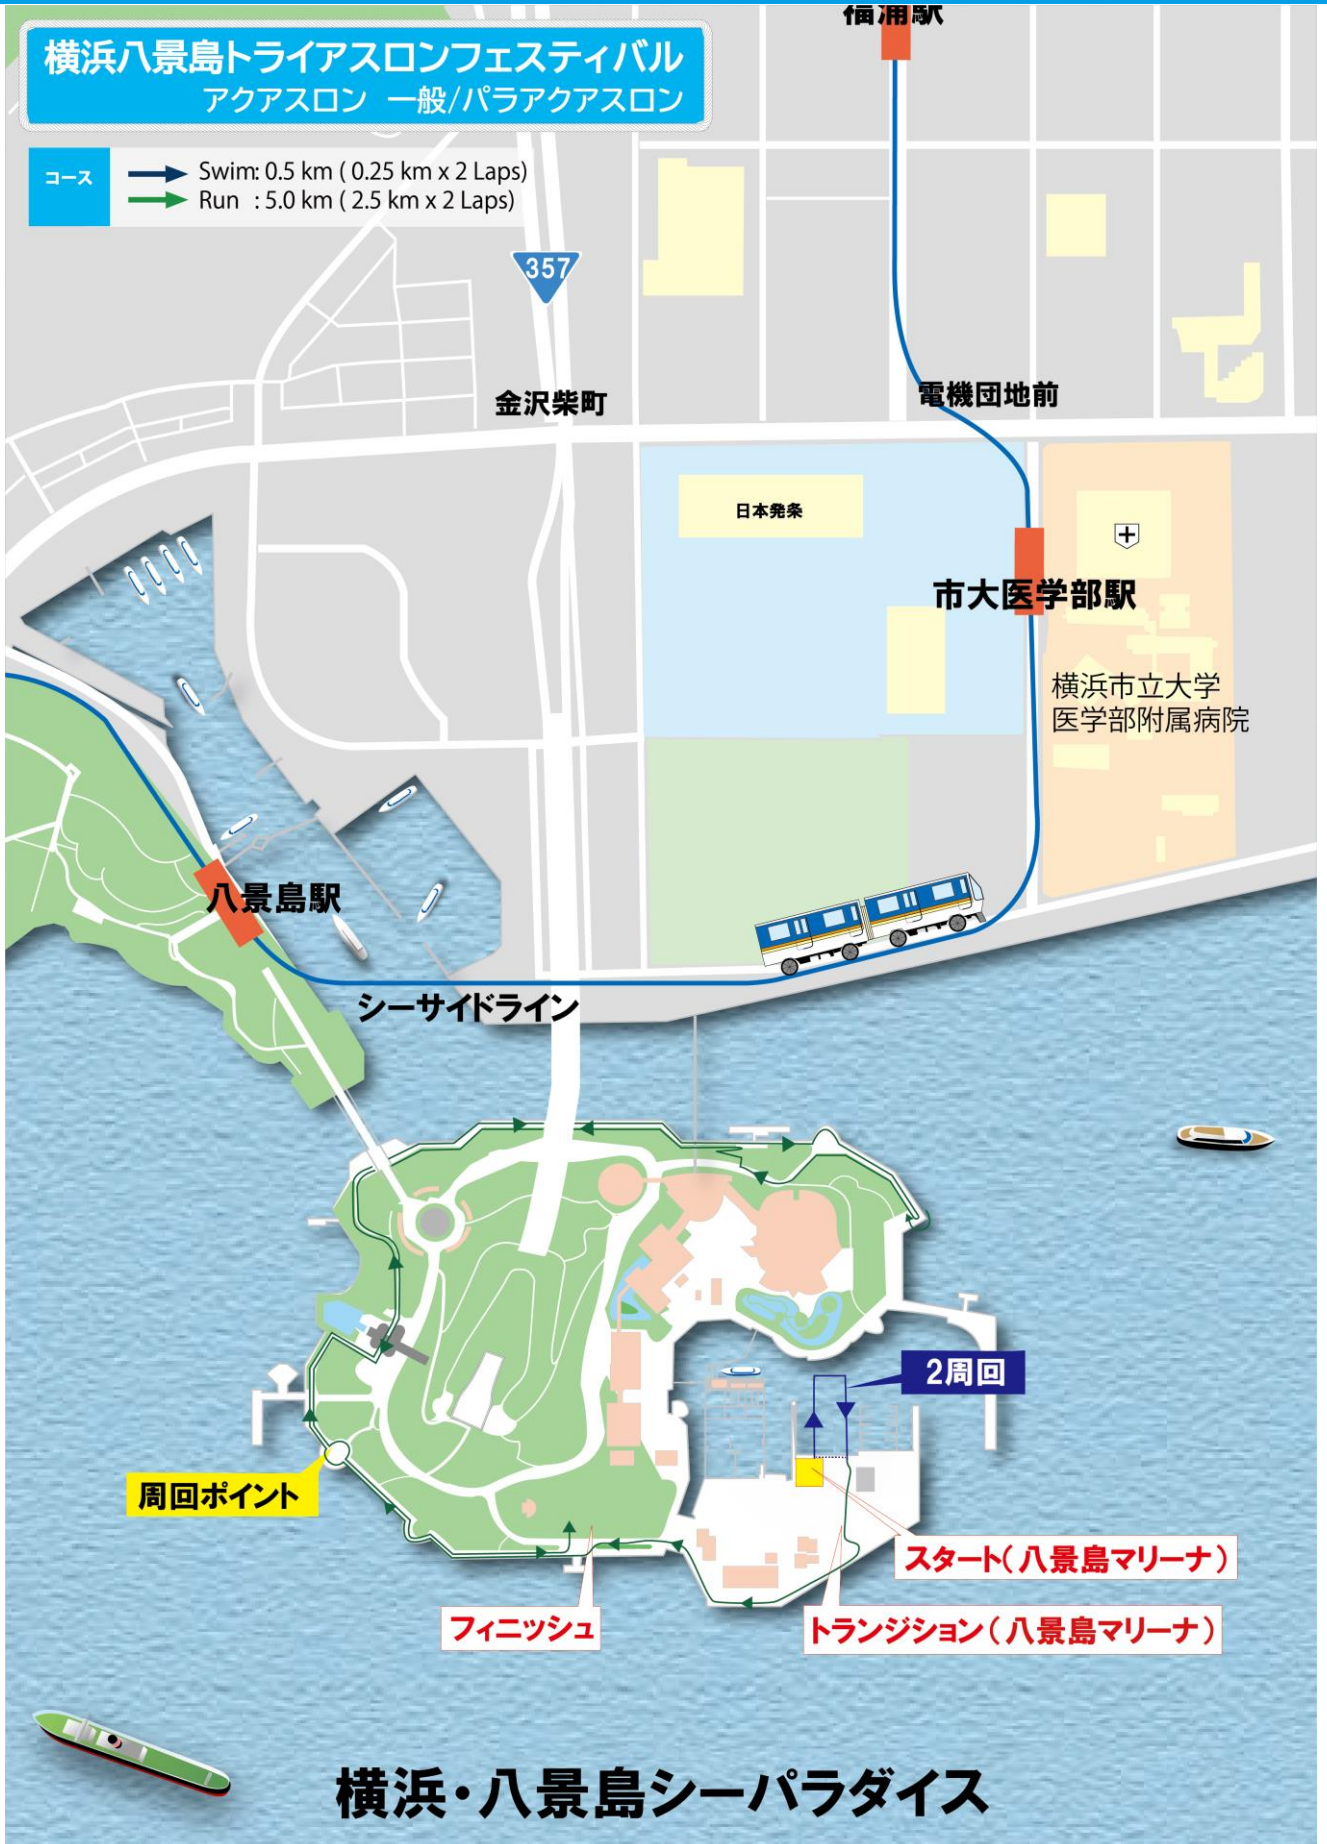 福浦駅
横浜八景島トライアスロンフェスティバル
アクアスロン 一般/パラアクアスロン
コース
Swim: 0.5 km ( 0.25 km x 2 Laps)
Run : 5.0 km ( 2.5 km x 2 Laps)
357
金沢柴町
電機団地前
日本発条
市大医学部駅
横浜市立大学
医学部附属病院
八景島駅
シーサイドライン
2周回
周回ポイント
スタート(八景島マリーナ)
フィニッシュ
トランジション(八景島マリーナ)
横浜・八景島シーパラダイス